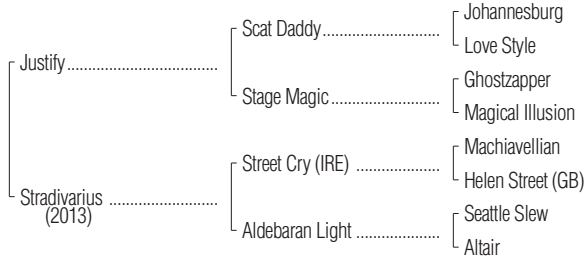 Johannesburg
Scat Daddy
Love Style
Justify
Ghostzapper
Stage Magic
Magical Illusion
Machiavellian
Street Cry (IRE)
Helen Street (GB)
Stradivarius
(2013)
Seattle Slew
Aldebaran Light
Altair